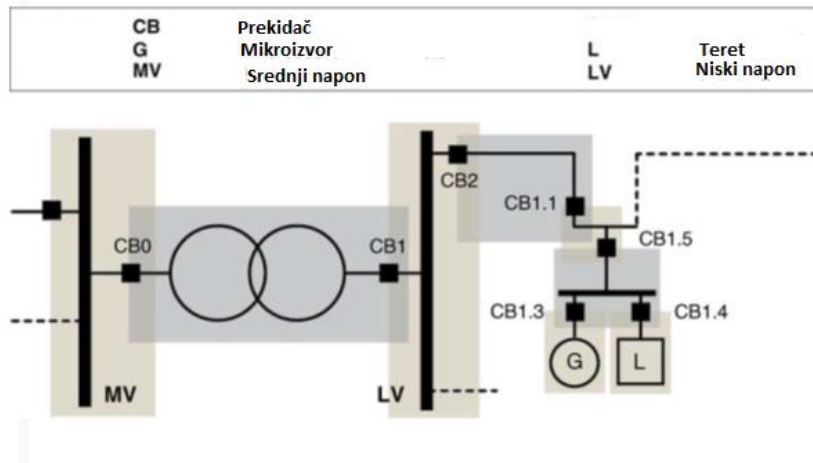 CB Prekidač
G Mikroizvor L Teret
MV Srednji napon LV Niski napon
CB2
CB1.1
CB0 CB1 CB1.5
CB1.3 CB1.4
G L
MV LV